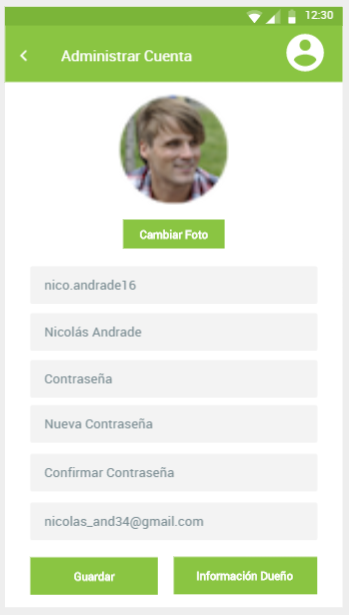 12:30
Administrar Cuenta
Cambiar Foto
nico.andrade16
Nicolás Andrade
Contraseña
Nueva Contraseña
Confirmar Contraseña
nicolas_and34@gmail.com
Guardar
Información Dueño